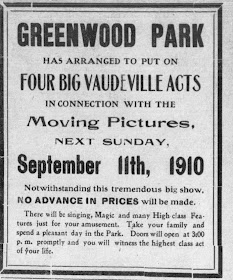 GREENWOOD PARK
HAS ARRANGED TO PUT ON
FOUR BIG VAUDEVILLE ACTS
IN CONNECTION WITH THE
Moving Pictures,
NEXT SUNDAY,
September 11th, 1910
Notwithstanding this tremendous big show,
NO ADVANCE IN PRICES will be made.
There will be singing, Magic and many High class Fea-
tures just for your amusement. Take your family and
spend a pleasant day in the Park. Doors will open at 3:00
p. m. promptly and you will witness the highest class act
of your life.